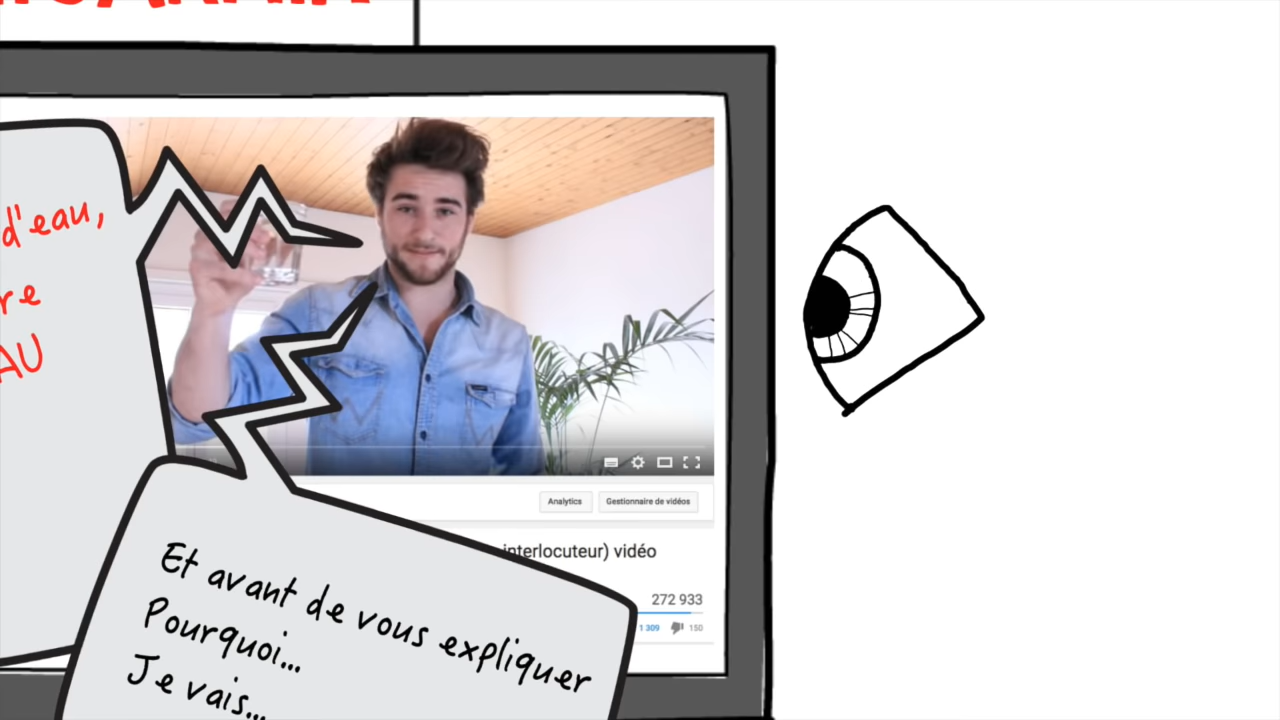 d'eau,
AU
Analytics
Gestionnaire de vidéos
interlocuteur) vidéo
272 933
1 309
150
Et avant de vous expliquer
Pourquoi...
Je vais...